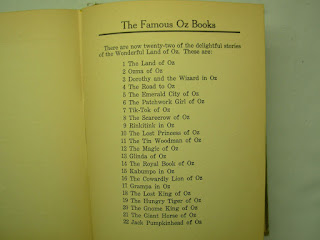 The Famous Oz Books
There are now twenty-two of the delightful stories
of the Wonderful Land of Oz. These are:
1 The Land of Oz
2 Ozma of Oz
3 Dorothy and the Wizard in Oz
4 The Road to Oz
5 The Emerald City of Oz
6 The Patchwork Girl of Oz
7 Tik-Tok of Oz
8 The Scarecrow of Oz
9 Rinkitink in Oz
10 The Lost Princess of Oz
11 The Tin Woodman of Oz
12 The Magic of Oz
13 Glinda of Oz
14 The Royal Book of Oz
15 Kabumpo in Oz
16 The Cowardly Lion of Oz
17 Grampa in Oz
18 The Lost King of Oz
19 The Hungry Tiger of Oz
20 The Gnome King of Oz
21 The Giant Horse of Oz
22 Jack Pumpkinhead of Oz